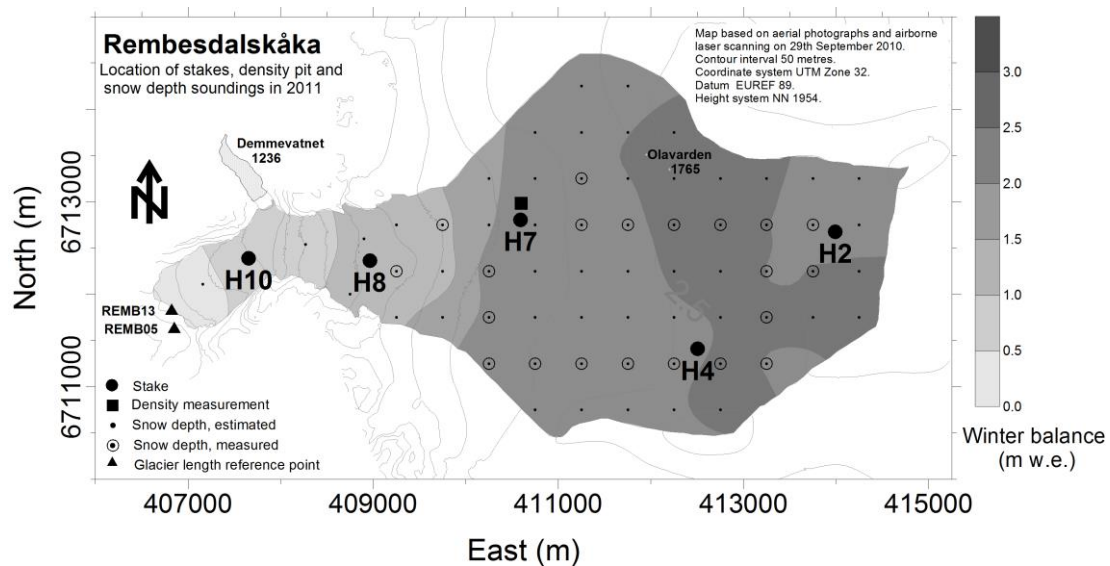 Rembesdalskåka
Location of stakes, density pit and
snow depth soundings in 2011
Map based on aerial photographs and airborne
laser scanning on 29th September 2010.
Contour interval 50 metres.
Coordinate system UTM Zone 32.
Datum EUREF 89.
Height system NN 1954.
Demmevatnet
1236
Olavarden
1765
N
H7
H2
H10
H8
H4
2.5
REMB13
REMB05
Stake
Density measurement
Snow depth, estimated
Snow depth, measured
Glacier length reference point
North (m)
6713000
6711000
407000
409000
411000
413000
415000
East (m)
3.0
2.5
2.0
1.5
1.0
0.5
0.0
Winter balance
(m w.e.)